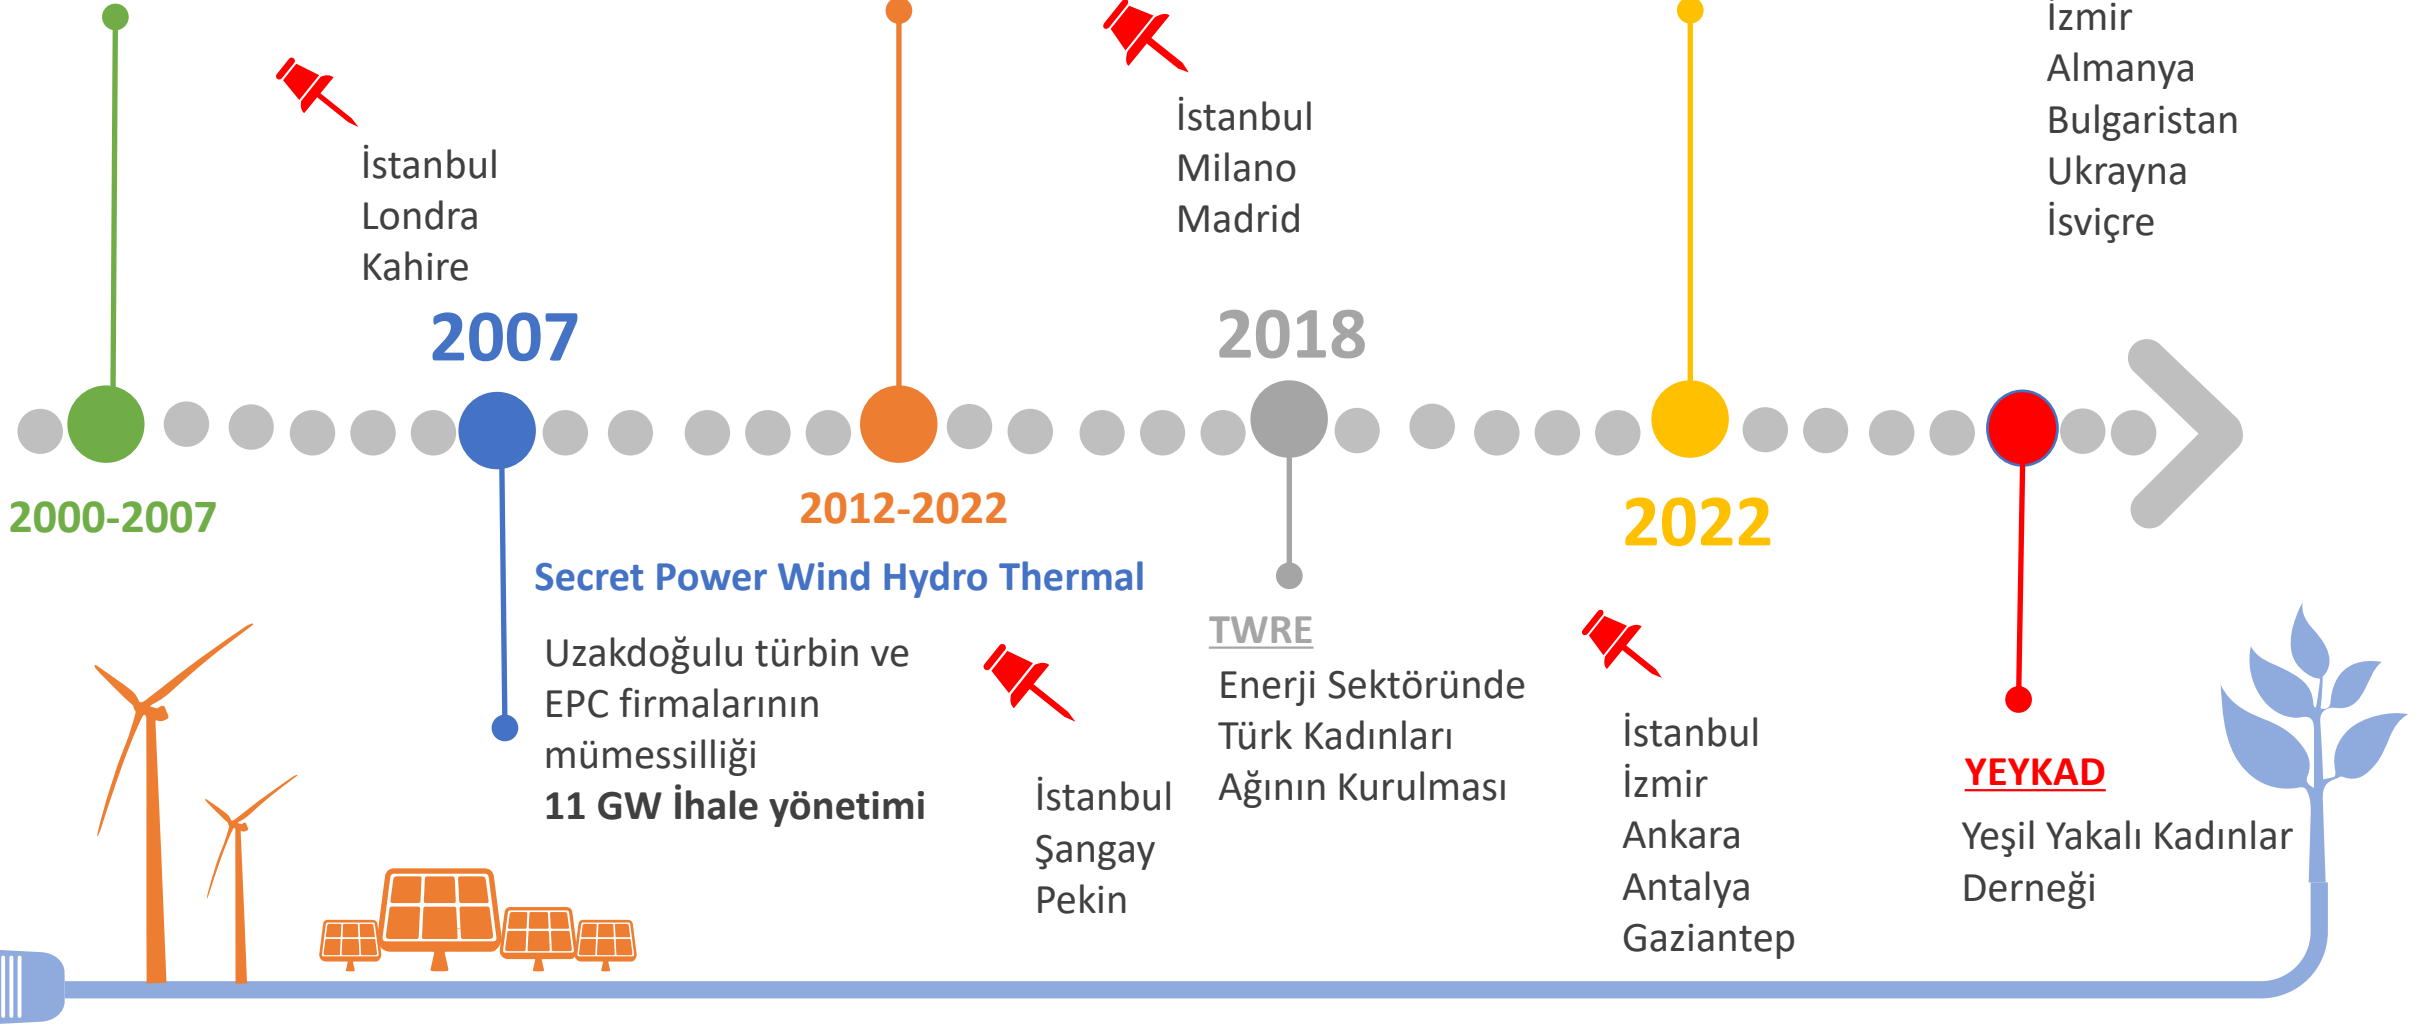 İzmir
Almanya
Bulgaristan
Ukrayna
İsviçre
İstanbul
Milano
Madrid
İstanbul
Londra
Kahire
2007
2018
2000-2007
2012-2022
2022
Secret Power Wind Hydro Thermal
Uzakdoğulu türbin ve
EPC firmalarının
mümessilliği
11 GW İhale yönetimi
İstanbul
Şangay
Pekin
TWRE
Enerji Sektöründe
Türk Kadınları
Ağının Kurulması
İstanbul
İzmir
Ankara
Antalya
Gaziantep
YEYKAD
Yeşil Yakalı Kadınlar
Derneği